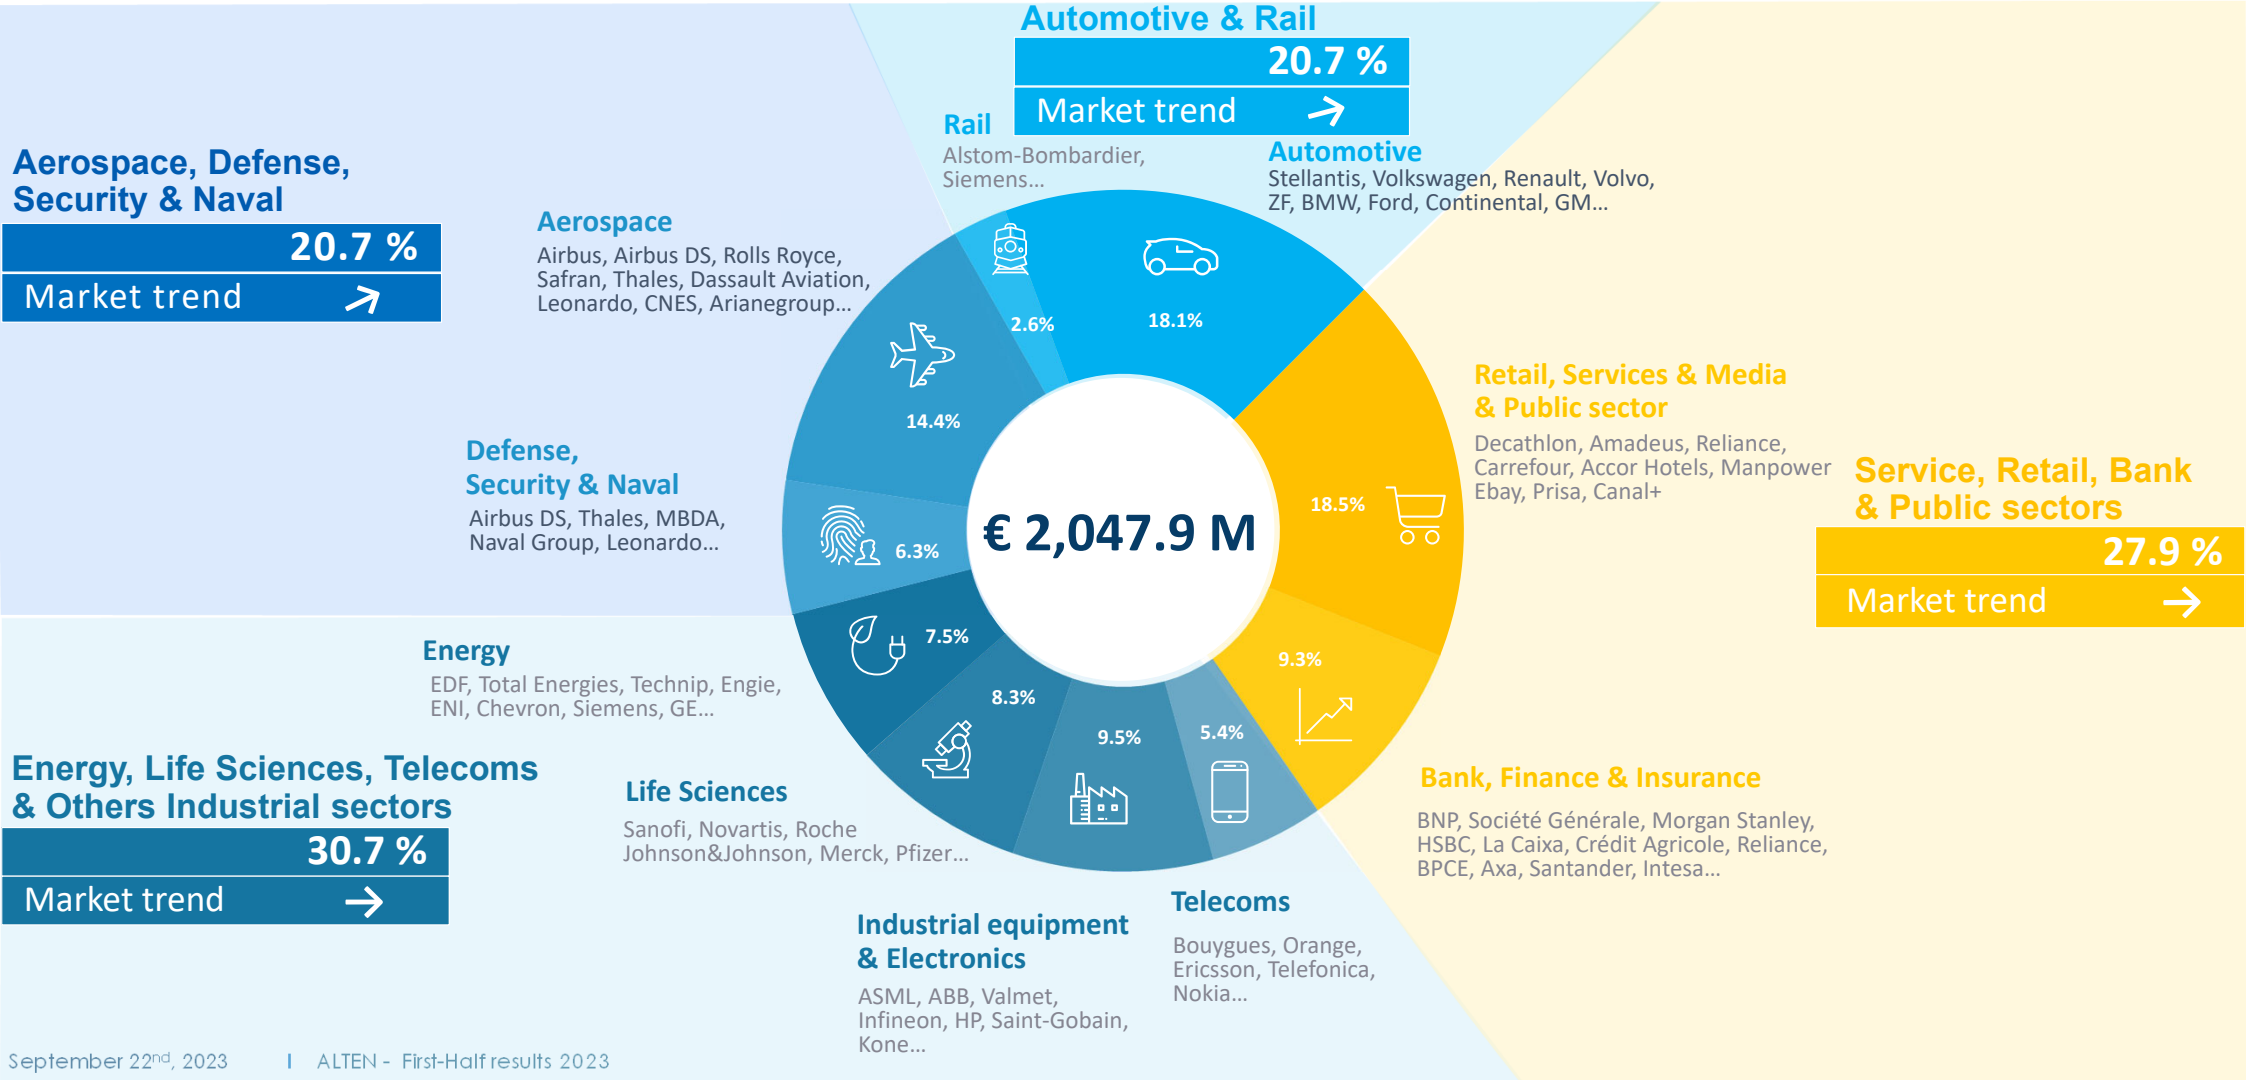 Automotive & Rail
20.7 %
Market trend
Rail
Alstom-Bombardier,
Siemens...
Automotive
Stellantis, Volkswagen, Renault, Volvo,
ZF, BMW, Ford, Continental, GM...
Aerospace, Defense,
Security & Naval
20.7 %
Market trend
Aerospace
Airbus, Airbus DS, Rolls Royce,
Safran, Thales, Dassault Aviation,
Leonardo, CNES, Arianegroup...
2.6%
18.1%
14.4%
Retail, Services & Media
& Public sector
Decathlon, Amadeus, Reliance,
Carrefour, Accor Hotels, Manpower
Ebay, Prisa, Canal+
18.5%
Service, Retail, Bank
& Public sectors
27.9 %
Market trend
Defense,
Security & Naval
Airbus DS, Thales, MBDA,
Naval Group, Leonardo...
6.3%
€ 2,047.9 M
Energy
EDF, Total Energies, Technip, Engie,
ENI, Chevron, Siemens, GE...
7.5%
9.3%
8.3%
9.5%
5.4%
Energy, Life Sciences, Telecoms
& Others Industrial sectors
30.7 %
Market trend
Life Sciences
Sanofi, Novartis, Roche
Johnson&Johnson, Merck, Pfizer...
Bank, Finance & Insurance
BNP, Société Générale, Morgan Stanley,
HSBC, La Caixa, Crédit Agricole, Reliance,
BPCE, Axa, Santander, Intesa...
Industrial equipment
& Electronics
ASML, ABB, Valmet,
Infineon, HP, Saint-Gobain,
Kone...
Telecoms
Bouygues, Orange,
Ericsson, Telefonica,
Nokia...
September 22nd, 2023 | ALTEN - First-Half results 2023